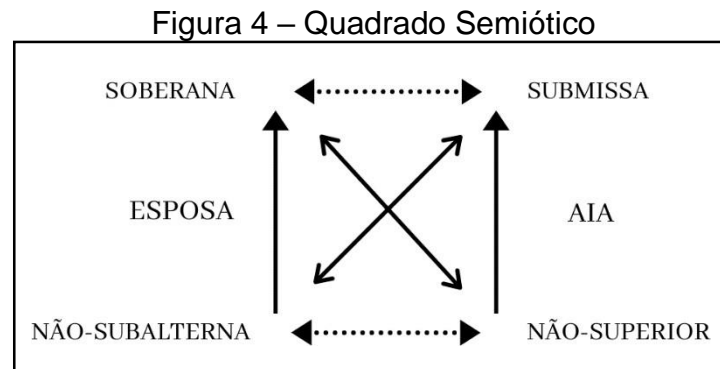 Figura 4 – Quadrado Semiótico
SOBERANA SUBMISSA
ESPOSA AIA
NÃO-SUBALTERNA NÃO-SUPERIOR